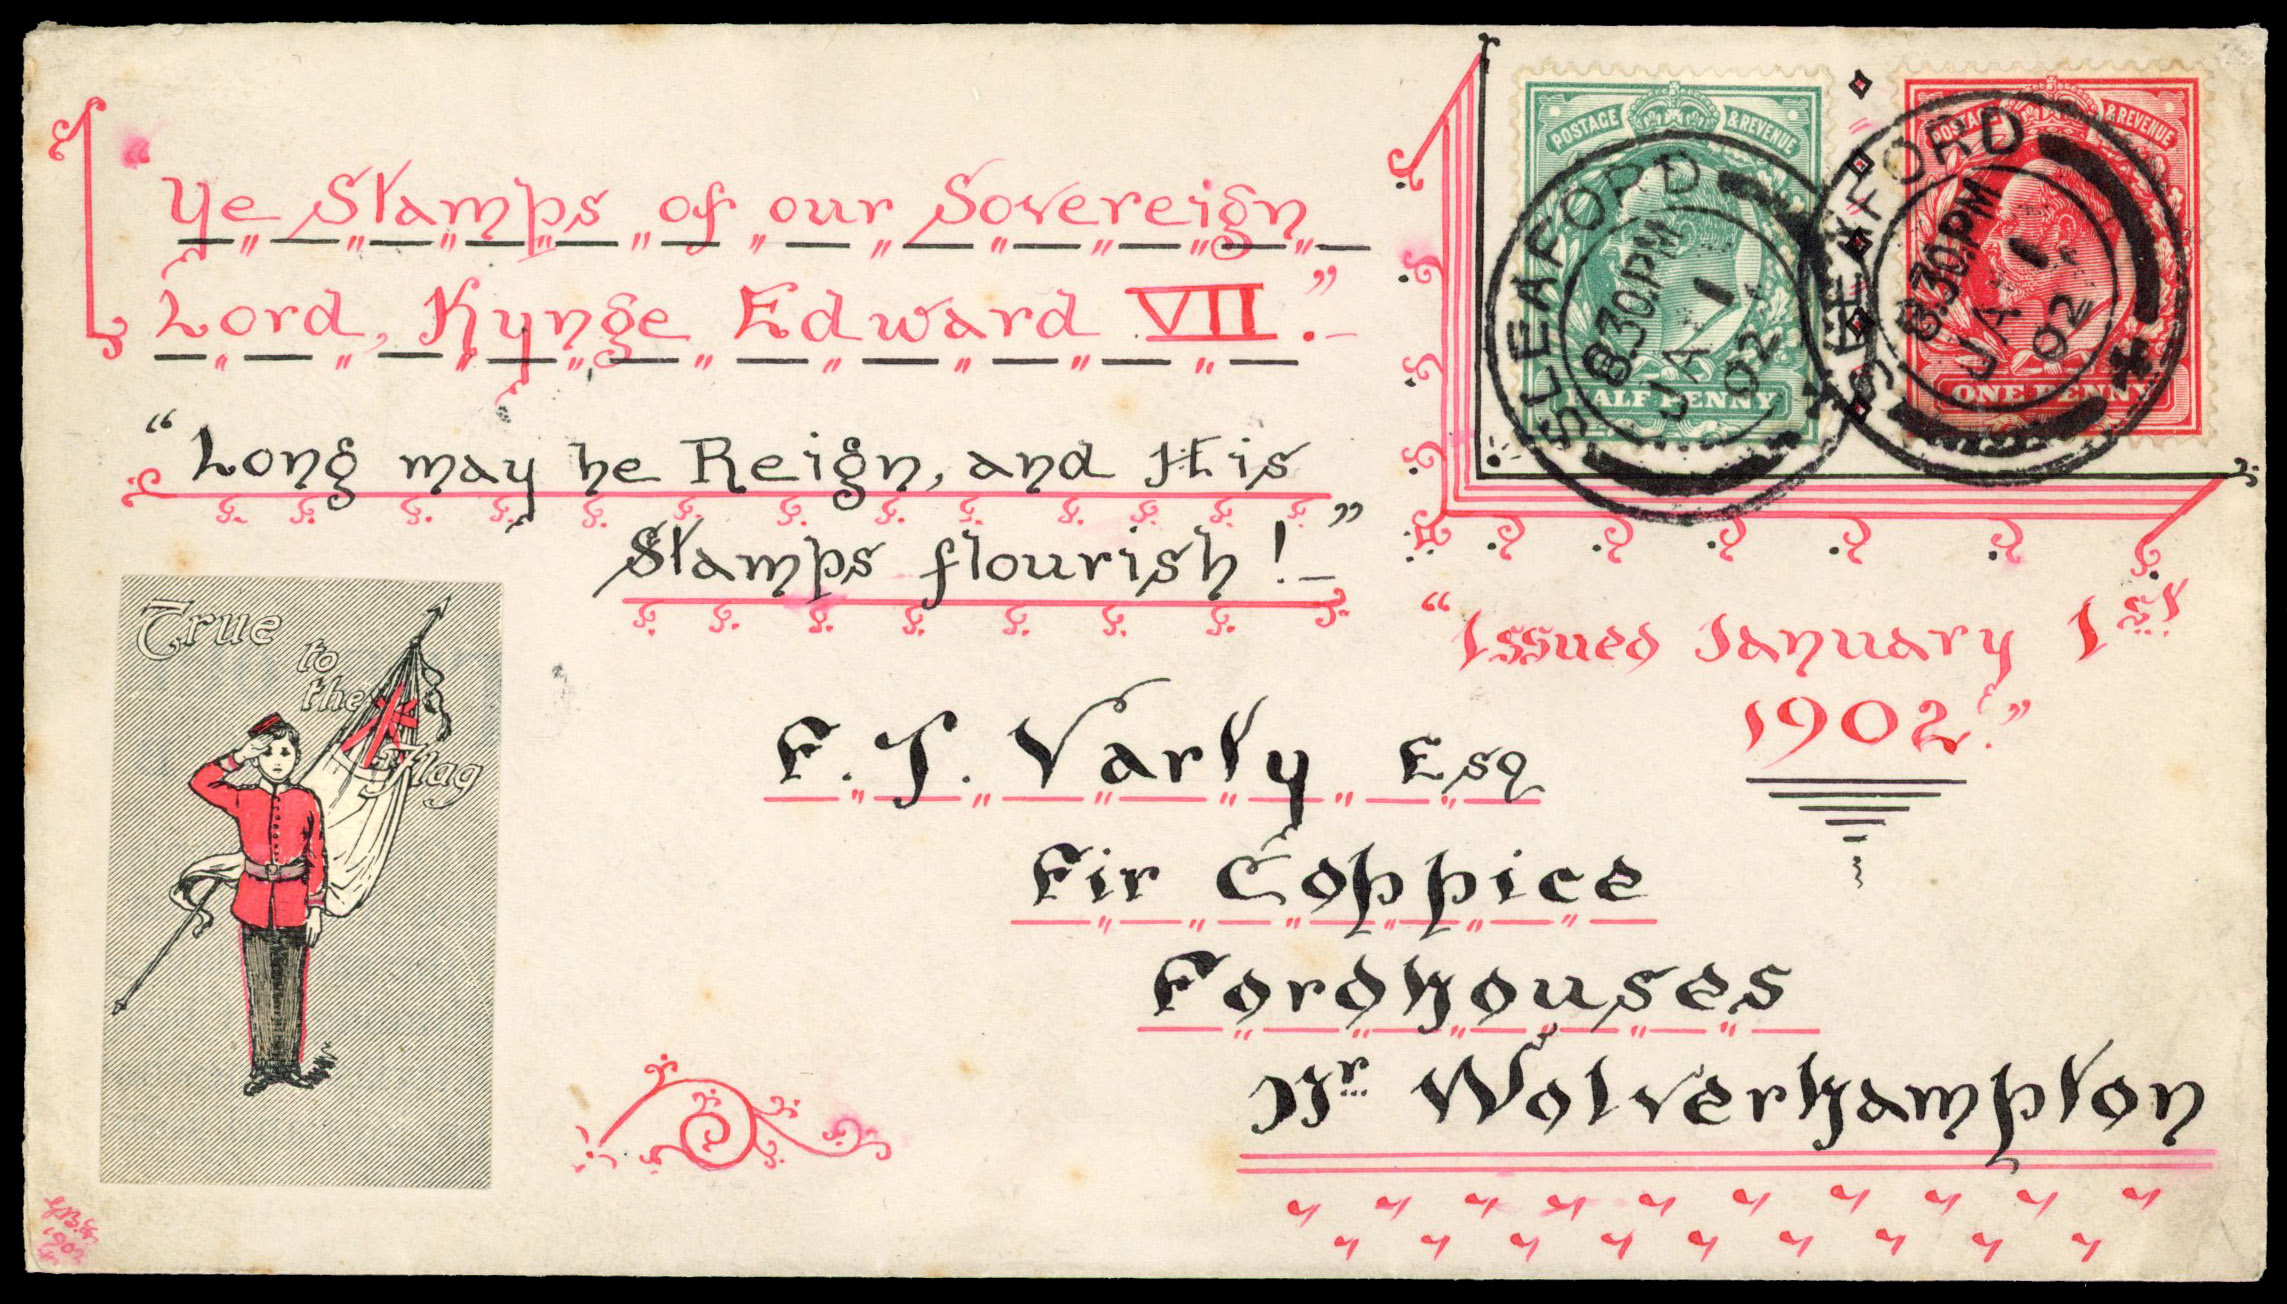 "Ye Stamps of our Sovereign
Lord, Kynge Edward VII."
"Long may he Reign, and His
Stamps flourish!"
POSTAGE & REVENUE
HALF PENNY
POSTAGE & REVENUE
ONE PENNY
SLEAFORD
8.30.PM
JA 1
02
SLEAFORD
8.30.PM
JA 1
02
"Issued January 1st
1902."
True
to
the
Flag
F. T. Varty Esq
Fir Coppice
Fordhouses
Nr Wolverhampton
1902